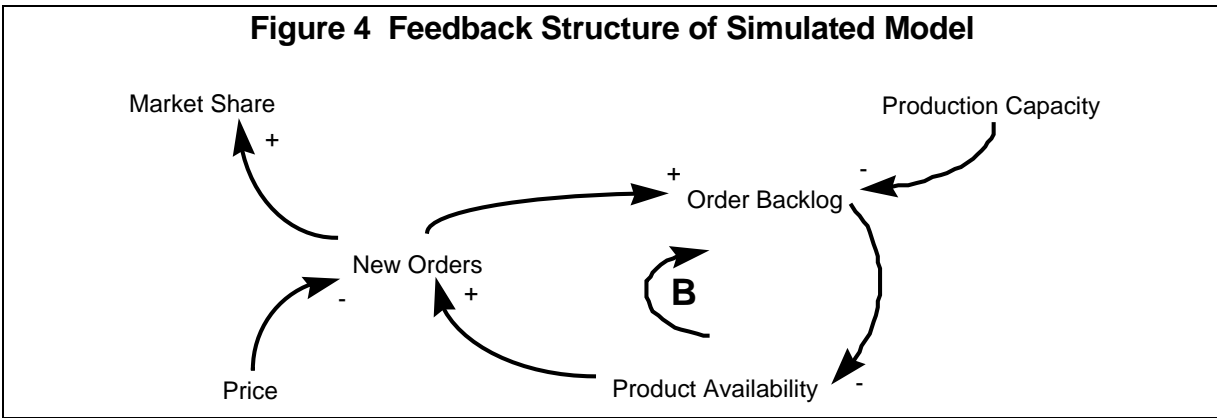 Figure 4  Feedback Structure of Simulated Model
Market Share
Production Capacity
+
-
+
Order Backlog
New Orders
+
-
B
Price
Product Availability
-